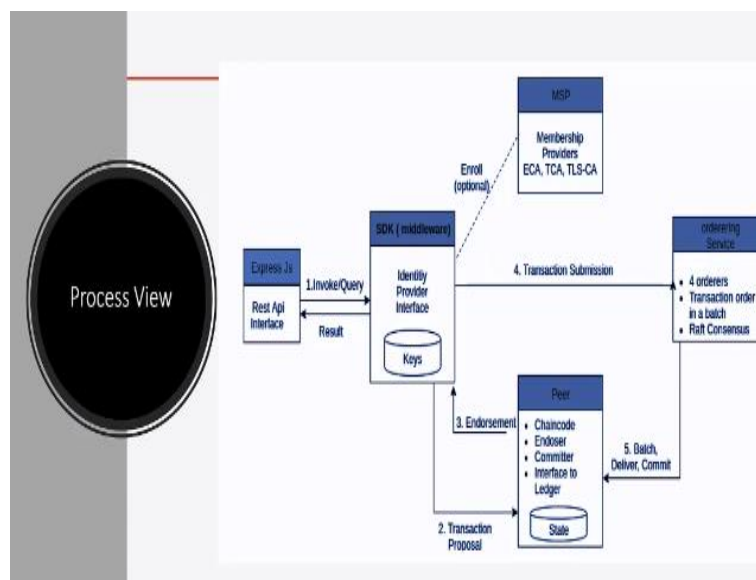 Process View
MSP
Membership
Providers
ECA, TCA, TLS-CA
Enroll
(optional)
SDK ( middleware)
Identity
Provider
Interface
Keys
Express Js
Rest Api
Interface
1.Invoke/Query
Result
4. Transaction Submission
orderering
Service
• 4 orderers
• Transaction order
in a batch
• Raft Consensus
Peer
• Chaincode
• Endoser
• Committer
• Interface to
Ledger
State
3. Endorsement
5. Batch,
Deliver, Commit
2. Transaction
Proposal